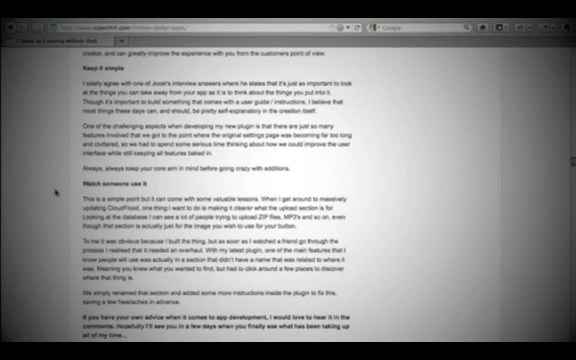 http://www.viperchill.com/million-dollar-apps/
Google
creator, and can greatly improve the experience with you from the customers point of view.
Keep it simple
I totally agree with one of Joost's interview answers where he states that it's just as important to look
at the things you can take away from your app as it is to think about the things you put into it.
Though it's important to build something that comes with a user guide / instructions, I believe that
most things these days can, and should, be pretty self-explanatory in the creation itself.
One of the challenging aspects when developing my new plugin is that there are just so many
features involved that we got to the point where the original settings page was becoming far too long
and cluttered, so we had to spend some serious time thinking about how we could improve the user
interface while still keeping all features baked in.
Always, always keep your core aim in mind before going crazy with additions.
Watch someone use it
This is a simple point but it can come with some valuable lessons. When I get around to massively
updating CloudFlood, one thing I want to do is making it clearer what the upload section is for.
Looking at the database I can see a lot of people trying to upload ZIP files, MP3's and so on, even
though that section is actually just for the image you wish to use for your button.
To me it was obvious because I built the thing, but as soon as I watched a friend go through the
process I realised that it needed an overhaul. With my latest plugin, one of the main features that I
know people will use was actually in a section that didn't have a name that was related to where it
was. Meaning you knew what you wanted to find, but had to click around a few places to discover
where that thing is.
We simply renamed that section and added some more instructions inside the plugin to fix this,
saving a few headaches in advance.
If you have your own advice when it comes to app development, I would love to hear it in the
comments. Hopefully I'll see you in a few days when you finally see what has been taking up
all of my time...